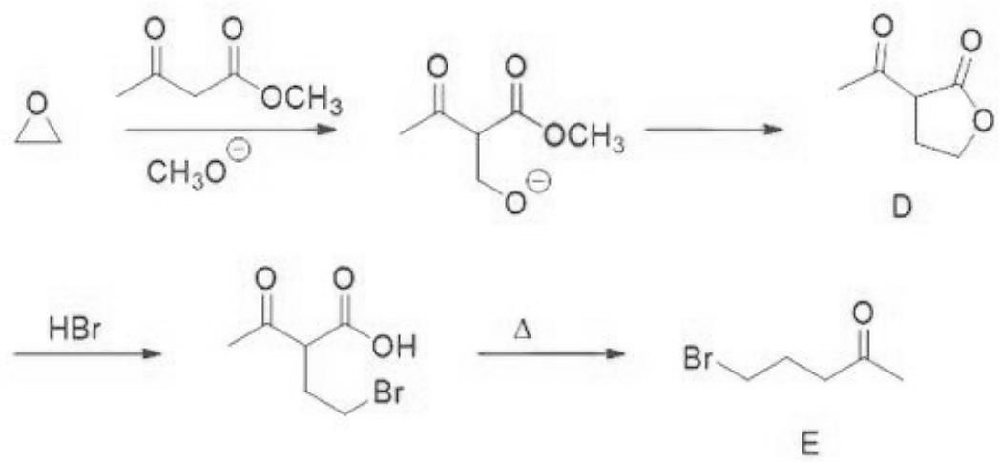 O O O
O OCH₃ O O O O
CH₃O⊖ OCH₃ O
O⊖ D
O O
HBr OH Δ O
Br Br
E